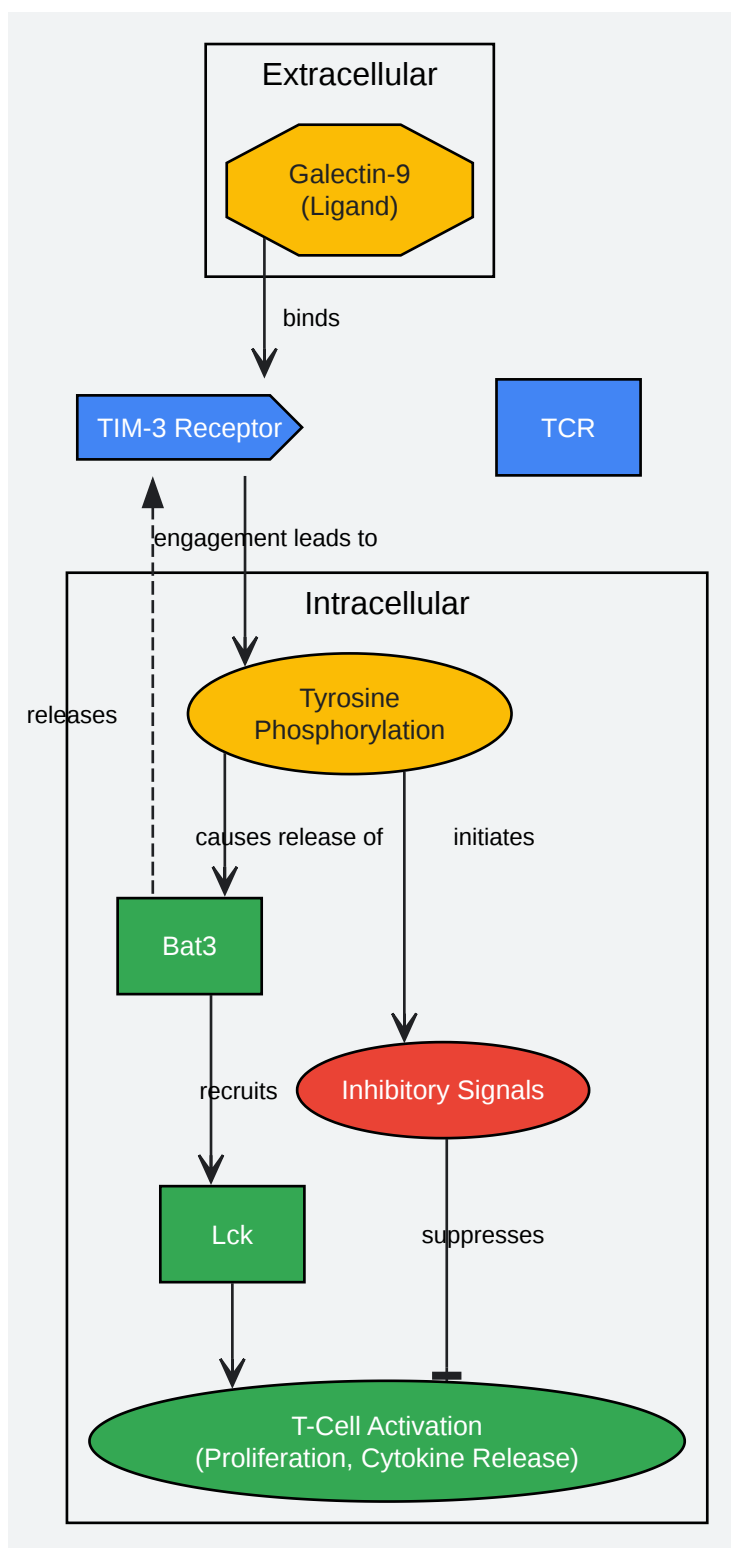 Extracellular
Galectin-9
(Ligand)
binds
TIM-3 Receptor
TCR
engagement leads to
Intracellular
Tyrosine
Phosphorylation
releases
causes release of
initiates
Bat3
recruits
Inhibitory Signals
Lck
suppresses
T-Cell Activation
(Proliferation, Cytokine Release)